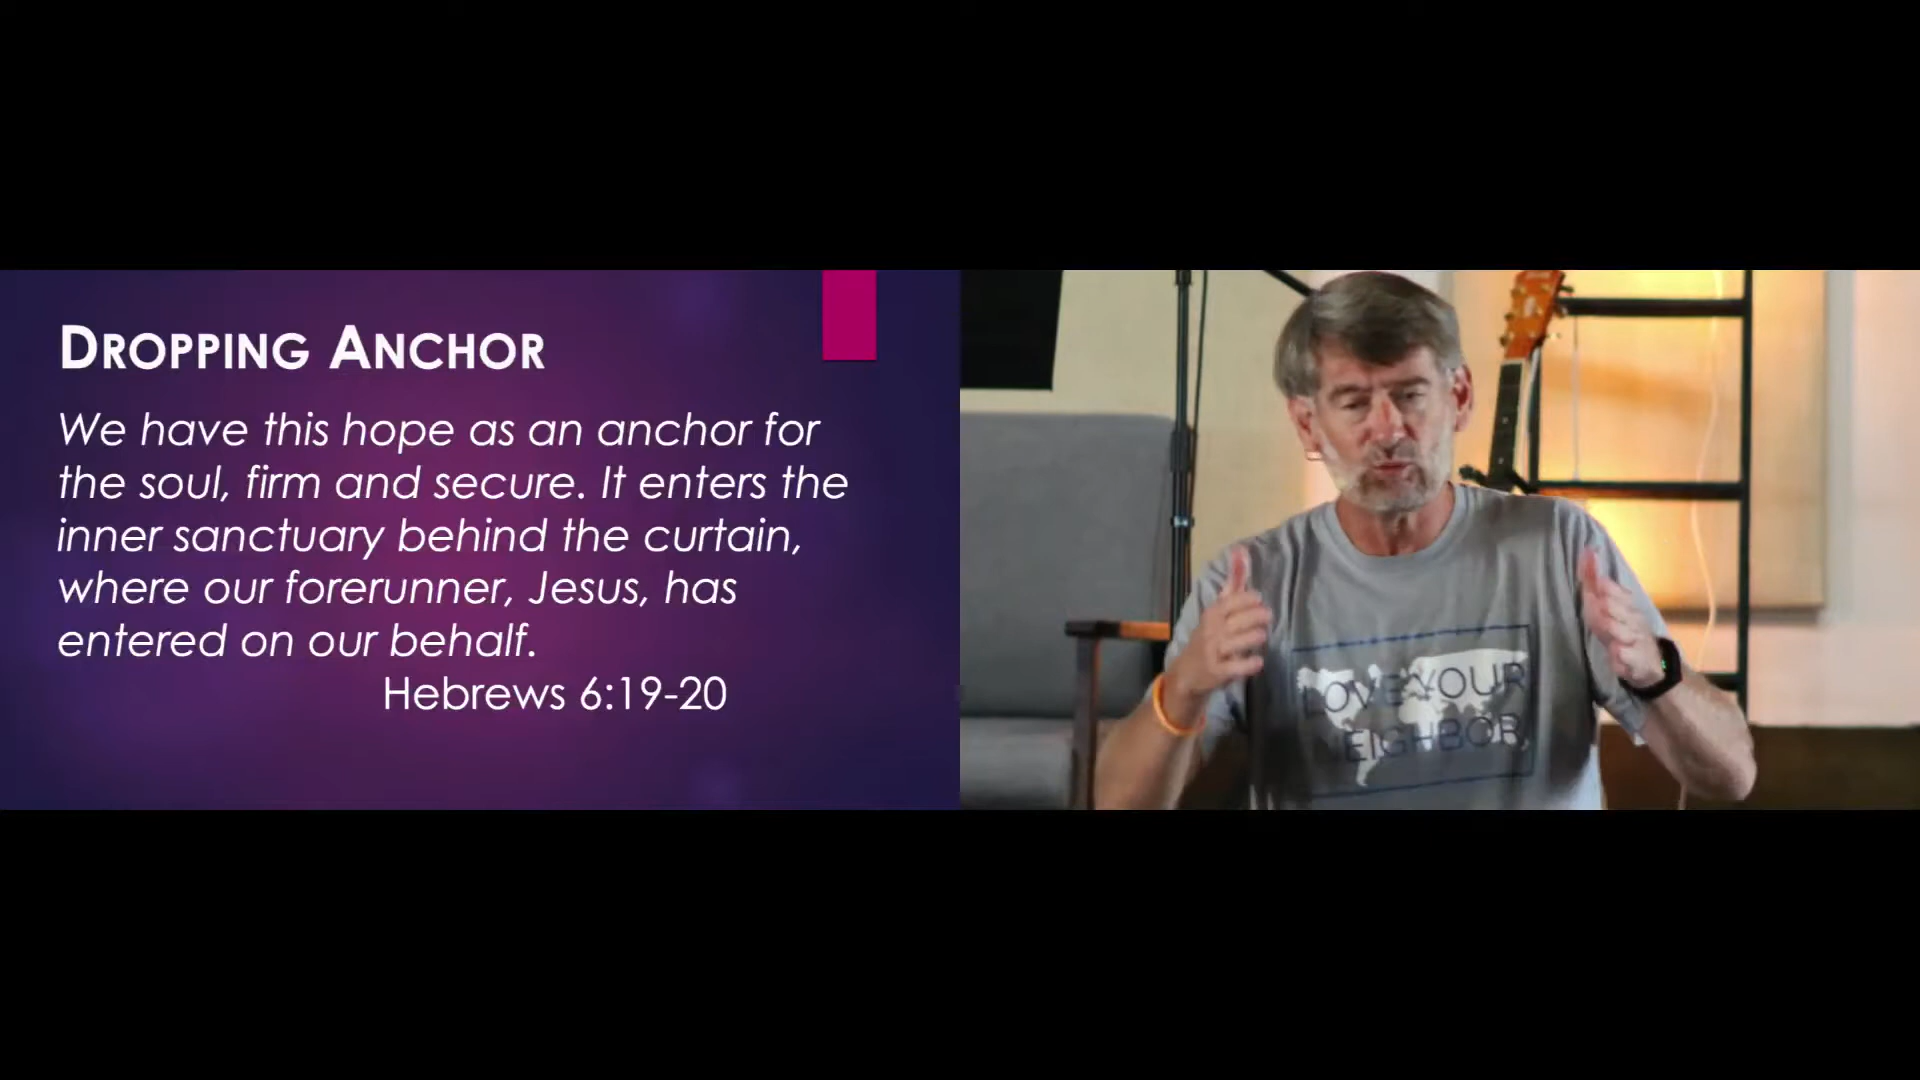 DROPPING ANCHOR
We have this hope as an anchor for
the soul, firm and secure. It enters the
inner sanctuary behind the curtain,
where our forerunner, Jesus, has
entered on our behalf.
Hebrews 6:19-20
LOVE YOUR
NEIGHBOR